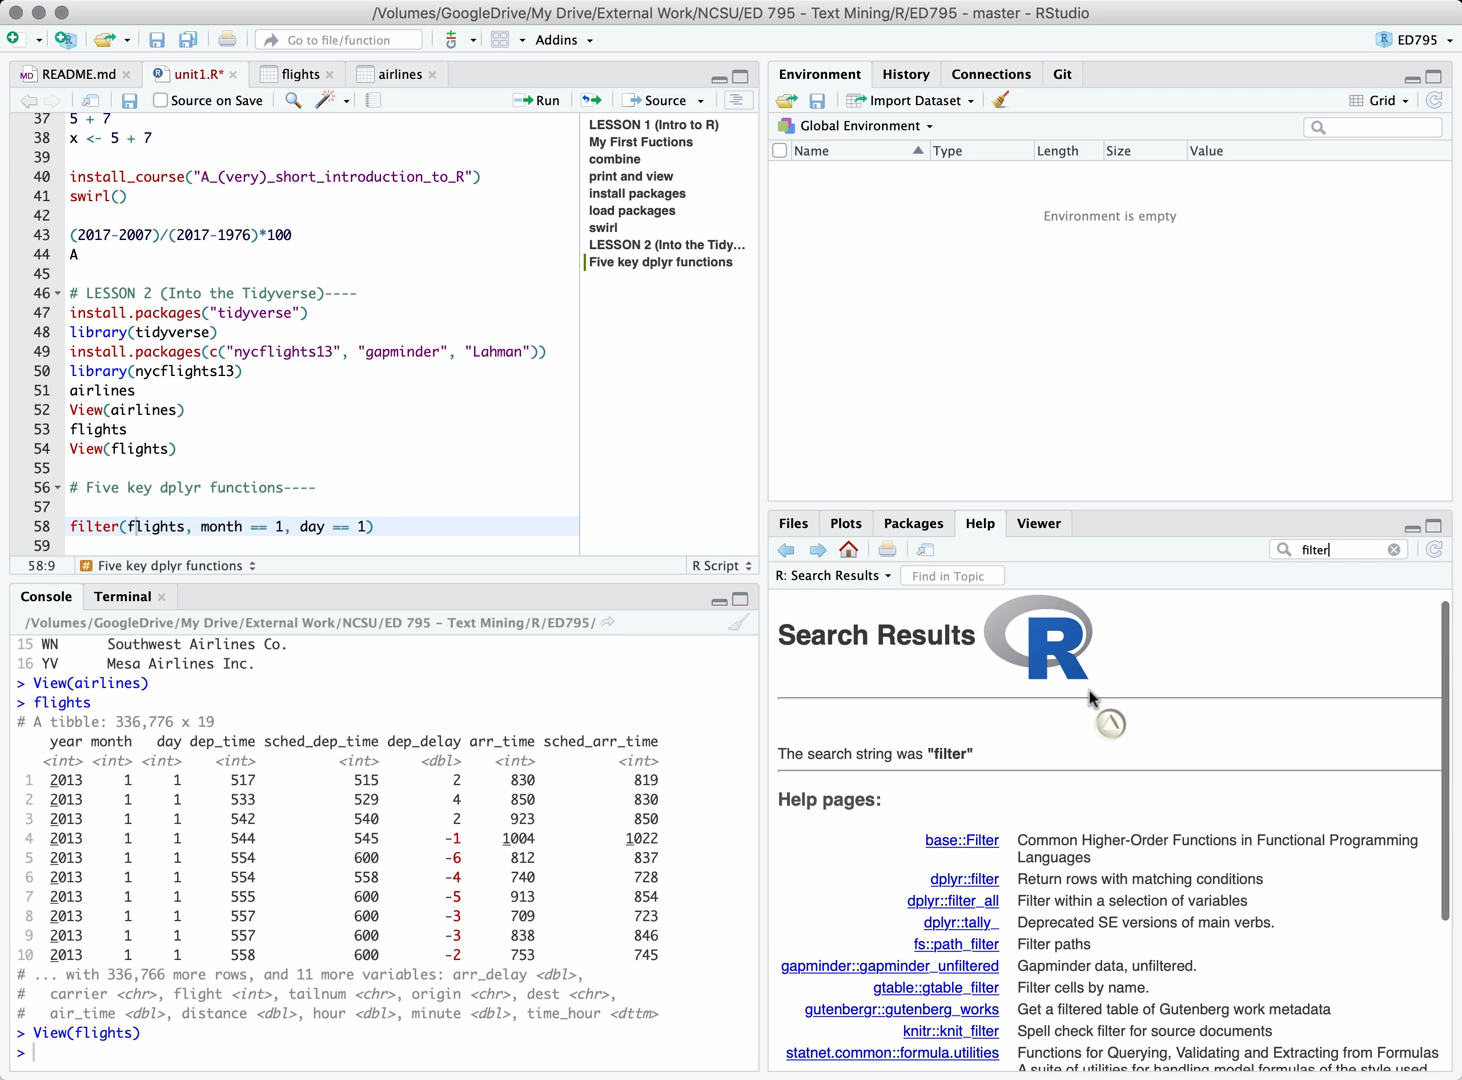 /Volumes/GoogleDrive/My Drive/External Work/NCSU/ED 795 - Text Mining/R/ED795 - master - RStudio
Go to file/function
Addins
ED795
README.md
unit1.R*
flights
airlines
Source on Save
Run
Source
37 5 + 7
38 x <- 5 + 7
39
40 install_course("A_(very)_short_introduction_to_R")
41 swirl()
42
43 (2017-2007)/(2017-1976)*100
44 A
45
46 # LESSON 2 (Into the Tidyverse)----
47 install.packages("tidyverse")
48 library(tidyverse)
49 install.packages(c("nycflights13", "gapminder", "Lahman"))
50 library(nycflights13)
51 airlines
52 View(airlines)
53 flights
54 View(flights)
55
56 # Five key dplyr functions----
57
58 filter(flights, month == 1, day == 1)
59
LESSON 1 (Intro to R)
My First Fuctions
combine
print and view
install packages
load packages
swirl
LESSON 2 (Into the Tidy...
Five key dplyr functions
58:9 # Five key dplyr functions
R Script
Console Terminal
/Volumes/GoogleDrive/My Drive/External Work/NCSU/ED 795 - Text Mining/R/ED795/
15 WN Southwest Airlines Co.
16 YV Mesa Airlines Inc.
> View(airlines)
> flights
# A tibble: 336,776 x 19
year month day dep_time sched_dep_time dep_delay arr_time sched_arr_time
<int> <int> <int> <int> <int> <dbl> <int> <int>
1 2013 1 1 517 515 2 830 819
2 2013 1 1 533 529 4 850 830
3 2013 1 1 542 540 2 923 850
4 2013 1 1 544 545 -1 1004 1022
5 2013 1 1 554 600 -6 812 837
6 2013 1 1 554 558 -4 740 728
7 2013 1 1 555 600 -5 913 854
8 2013 1 1 557 600 -3 709 723
9 2013 1 1 557 600 -3 838 846
10 2013 1 1 558 600 -2 753 745
# ... with 336,766 more rows, and 11 more variables: arr_delay <dbl>,
# carrier <chr>, flight <int>, tailnum <chr>, origin <chr>, dest <chr>,
# air_time <dbl>, distance <dbl>, hour <dbl>, minute <dbl>, time_hour <dttm>
> View(flights)
>
Environment History Connections Git
Import Dataset
Grid
Global Environment
Name Type Length Size Value
Environment is empty
Files Plots Packages Help Viewer
filter
R: Search Results
Find in Topic
Search Results
R
The search string was "filter"
Help pages:
base::Filter Common Higher-Order Functions in Functional Programming
Languages
dplyr::filter Return rows with matching conditions
dplyr::filter_all Filter within a selection of variables
dplyr::tally_ Deprecated SE versions of main verbs.
fs::path_filter Filter paths
gapminder::gapminder_unfiltered Gapminder data, unfiltered.
gtable::gtable_filter Filter cells by name.
gutenbergr::gutenberg_works Get a filtered table of Gutenberg work metadata
knitr::knit_filter Spell check filter for source documents
statnet.common::formula.utilities Functions for Querying, Validating and Extracting from Formulas
A suite of utilities for handling model formulas of the style used